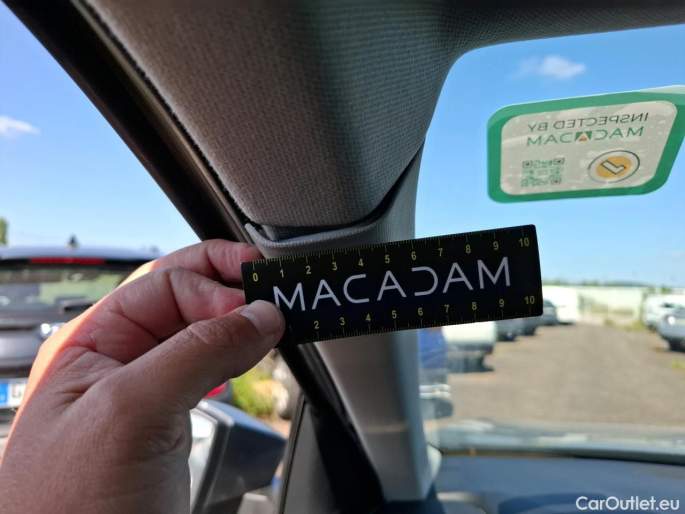 INSPECTED BY
MACADAM
0 1 2 3 4 5 6 7 8 9 10
MACADAM
2 3 4 5 6 7 8 9 10
CarOutlet.eu